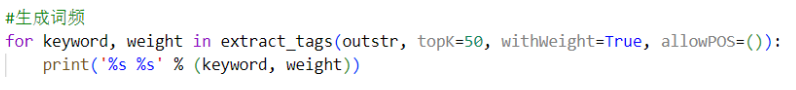 #生成词频
for keyword, weight in extract_tags(outstr, topK=50, withWeight=True, allowPOS=()):
    print('%s %s' % (keyword, weight))